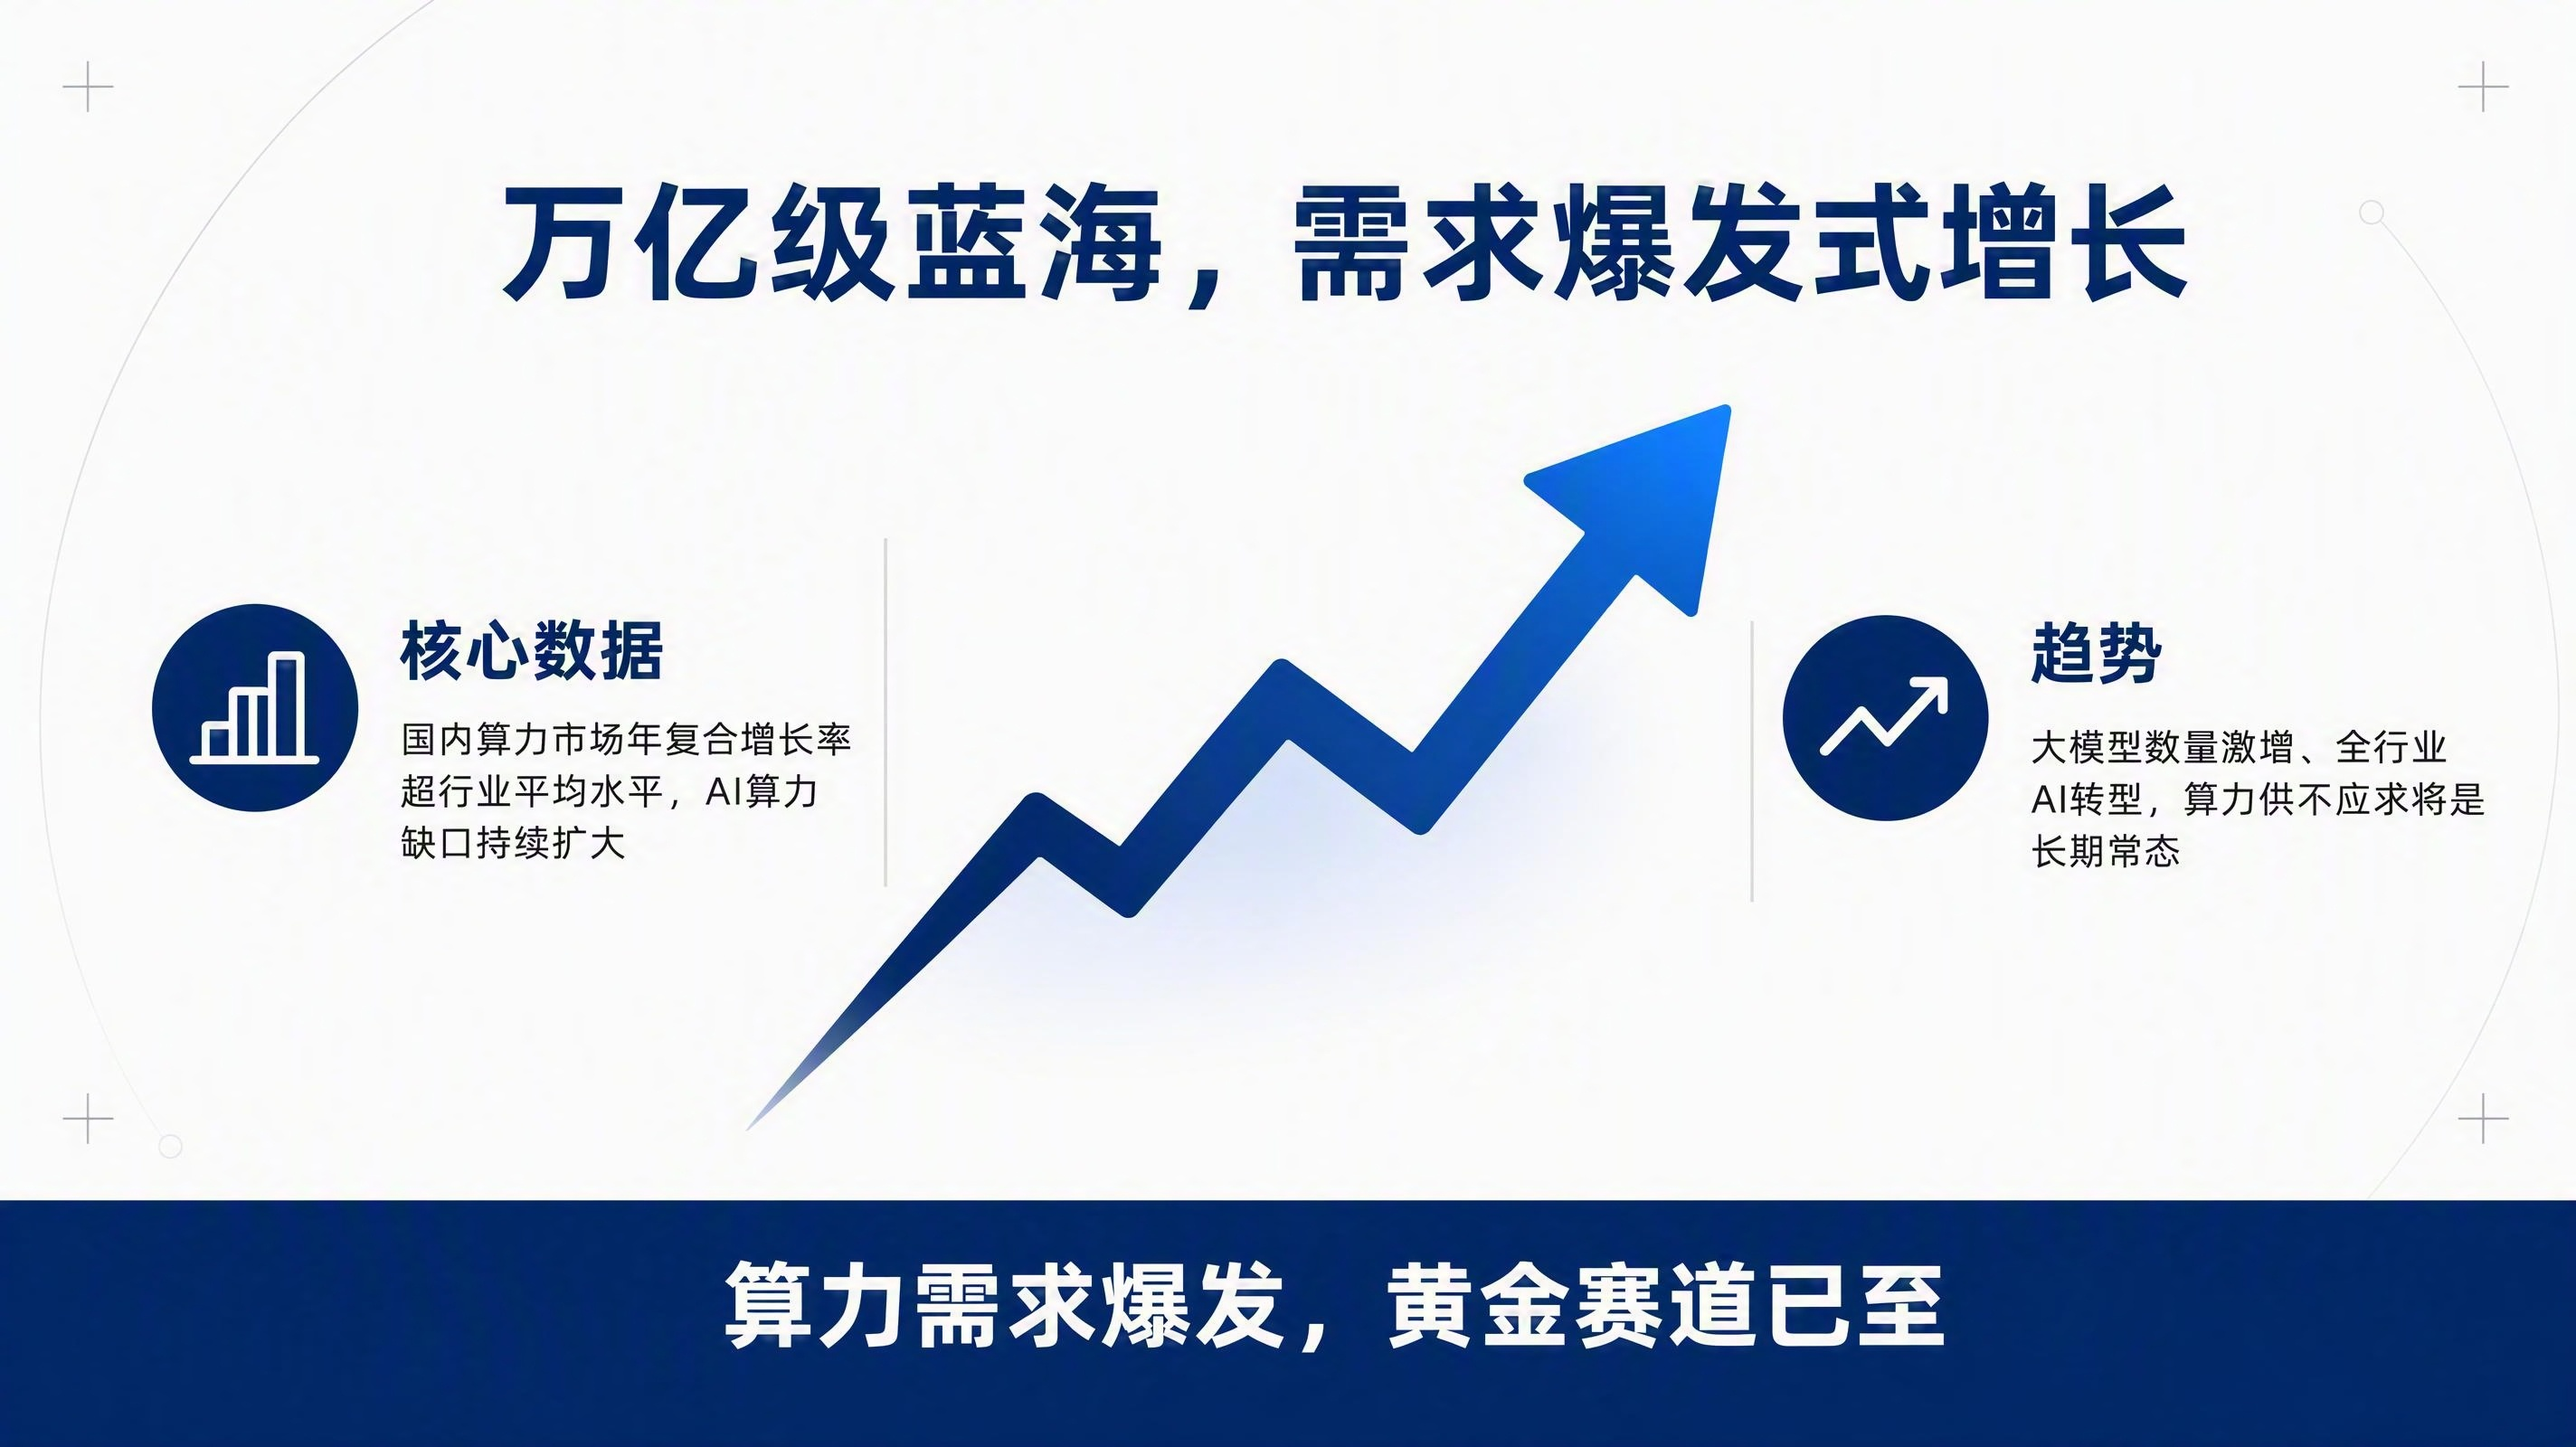 万亿级蓝海，需求爆发式增长
核心数据
国内算力市场年复合增长率
超行业平均水平，AI算力
缺口持续扩大
趋势
大模型数量激增、全行业
AI转型，算力供不应求将是
长期常态
算力需求爆发，黄金赛道已至